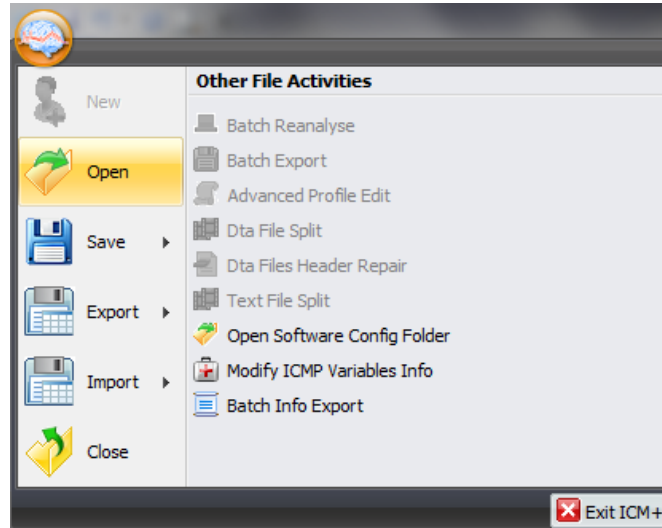 New
Open
Save
Export
Import
Close
Other File Activities
Batch Reanalyse
Batch Export
Advanced Profile Edit
Dta File Split
Dta Files Header Repair
Text File Split
Open Software Config Folder
Modify ICMP Variables Info
Batch Info Export
Exit ICM+